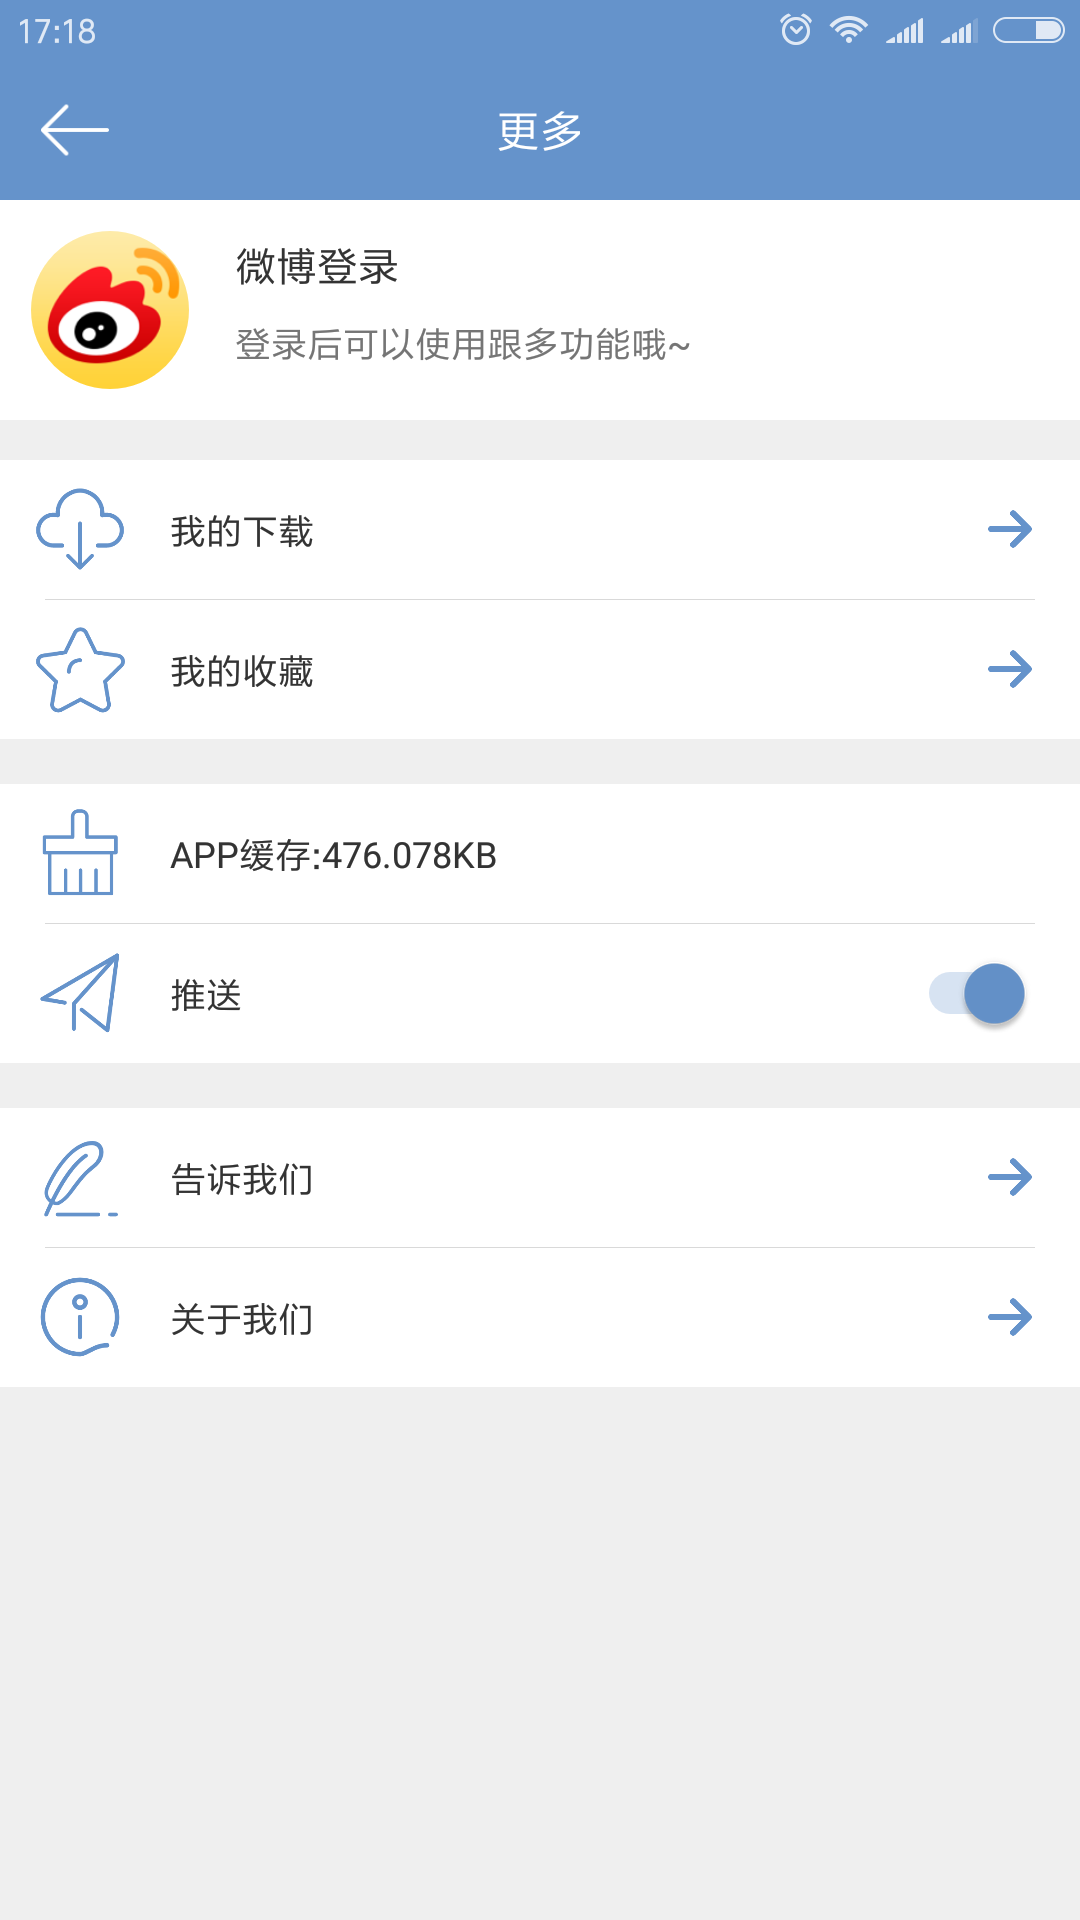 17:18
更多
微博登录
登录后可以使用跟多功能哦~
我的下载
我的收藏
APP缓存:476.078KB
推送
告诉我们
关于我们